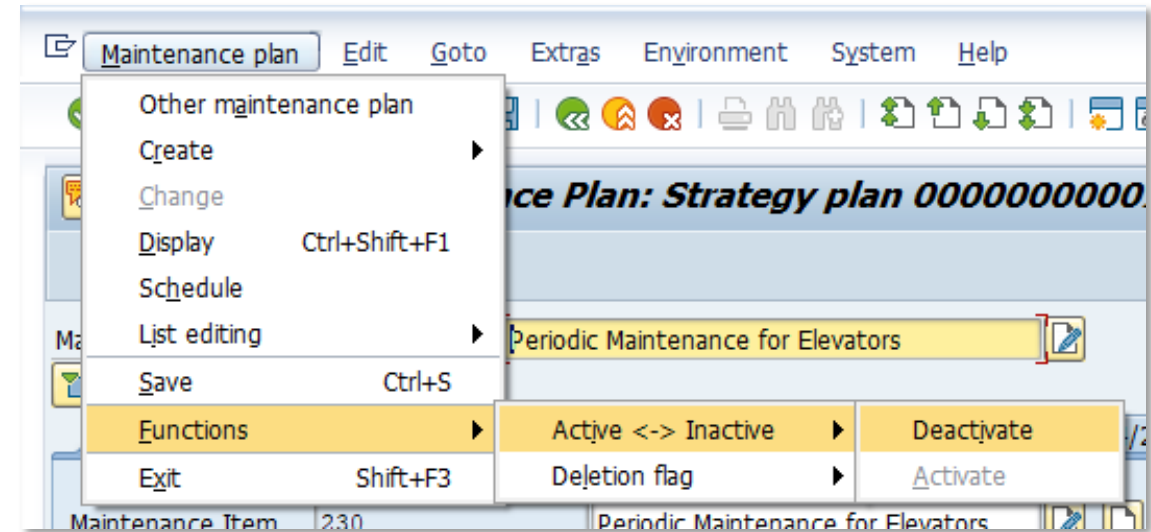 Maintenance plan Edit Goto Extras Environment System Help
Other maintenance plan
Create
Change
nce Plan: Strategy plan 0000000000
Display Ctrl+Shift+F1
Schedule
List editing
Ma Periodic Maintenance for Elevators
Save Ctrl+S
Functions Active <-> Inactive Deactivate
Exit Shift+F3 Deletion flag Activate
Maintenance Item 230 Periodic Maintenance for Elevators